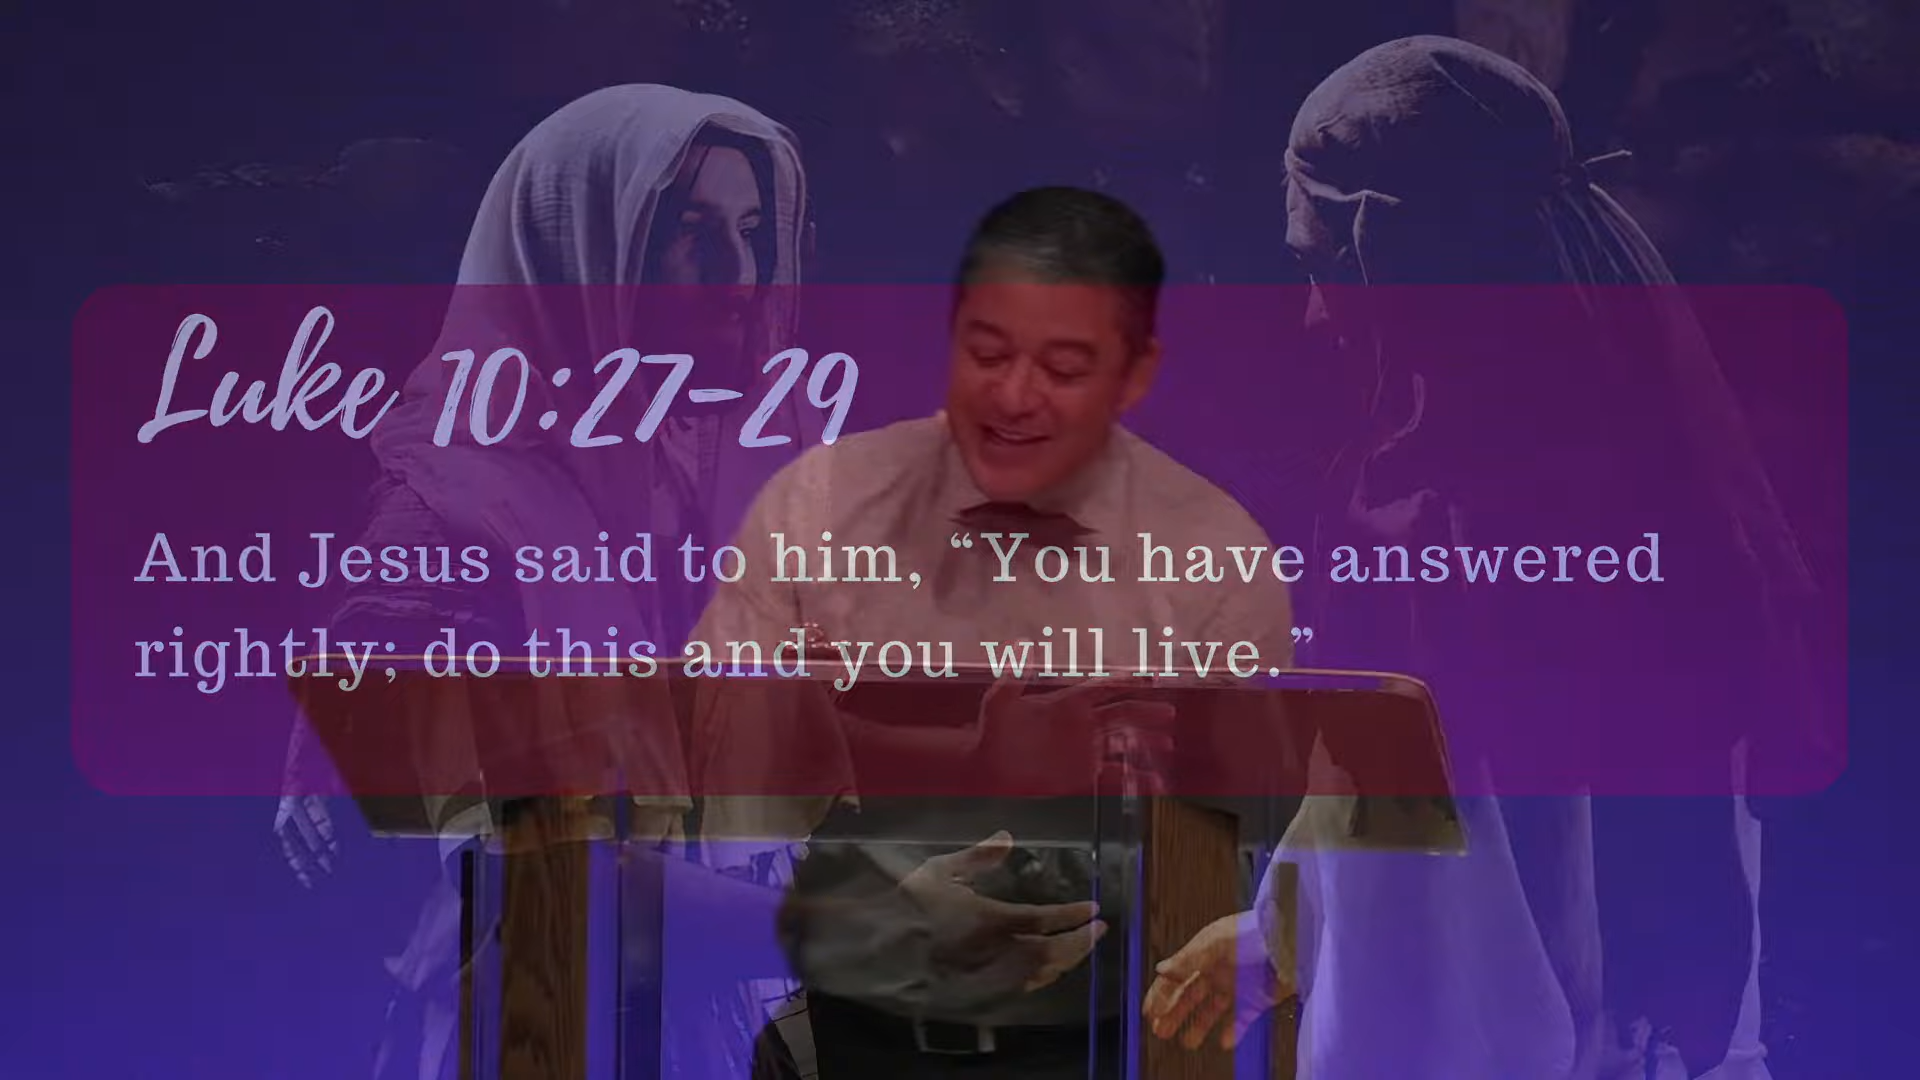 Luke 10:27-29
And Jesus said to him, “You have answered
rightly; do this and you will live.”